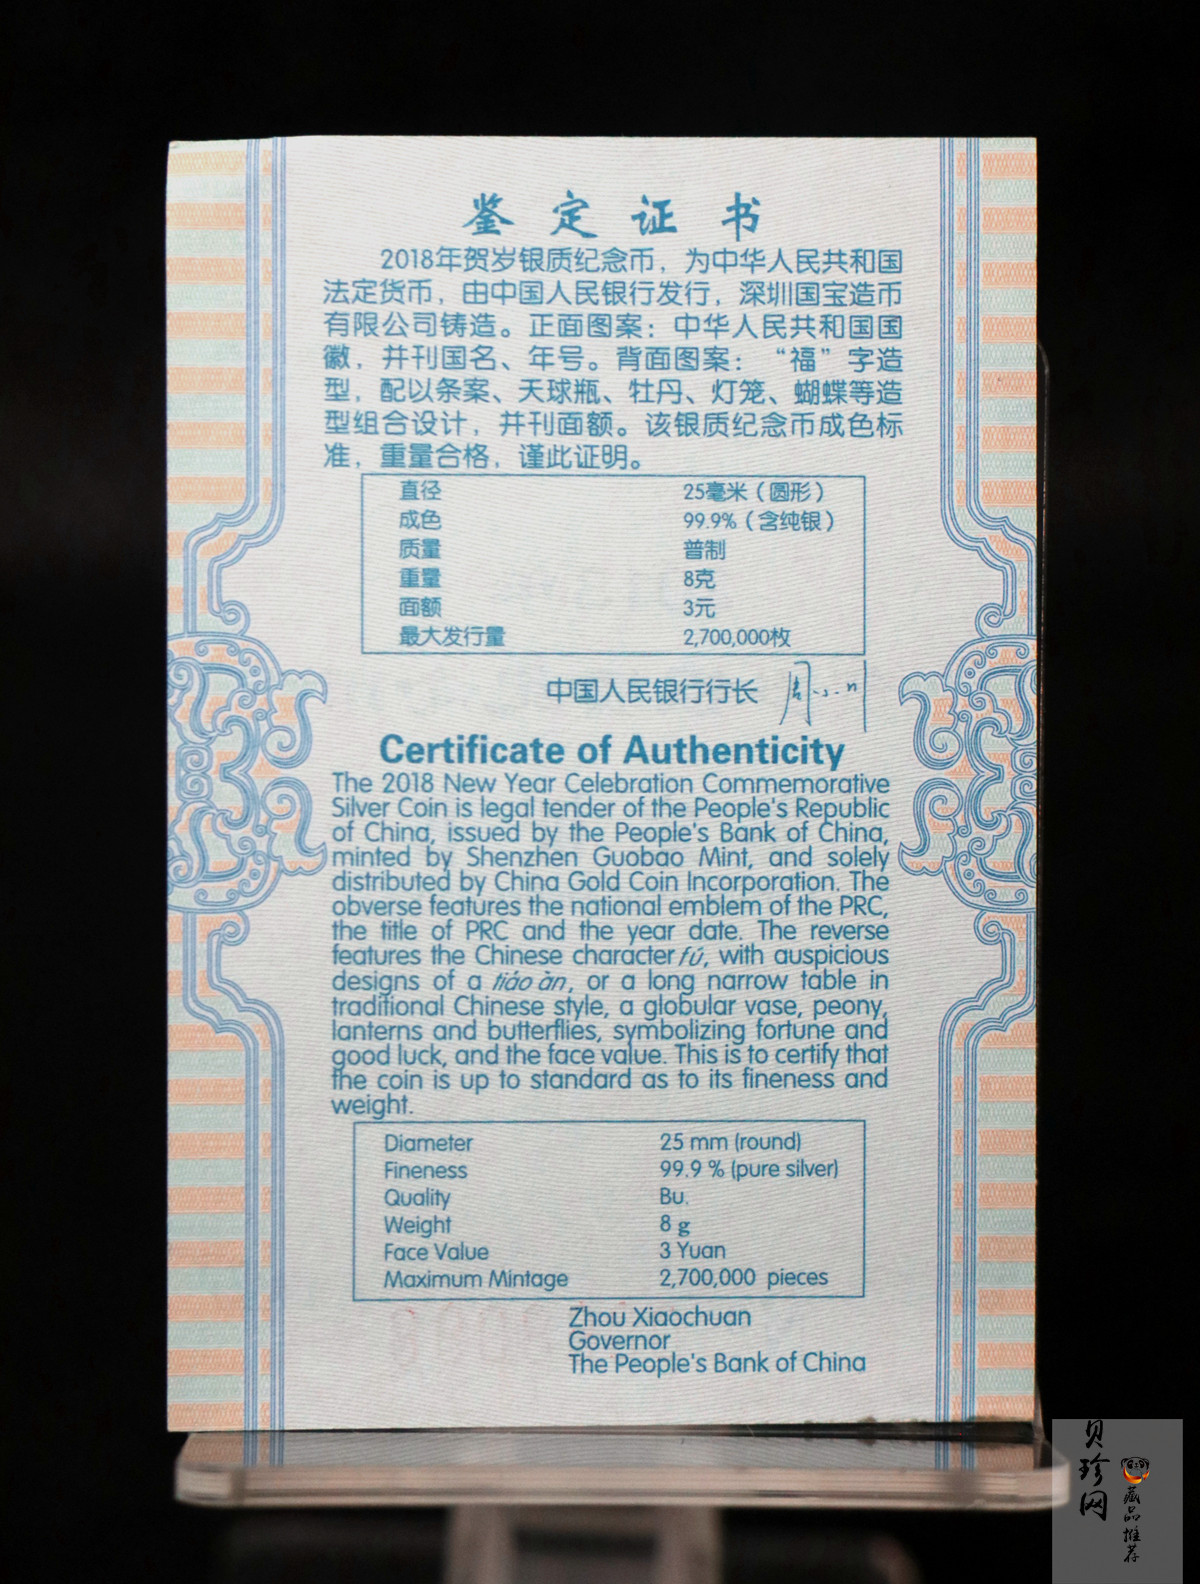 鉴定证书
2018年贺岁银质纪念币，为中华人民共和国
法定货币，由中国人民银行发行，深圳国宝造币
有限公司铸造。正面图案：中华人民共和国国
徽，并刊国名、年号。背面图案：“福”字造
型，配以条案、天球瓶、牡丹、灯笼、蝴蝶等造
型组合设计，并刊面额。该银质纪念币成色标
准，重量合格，谨此证明。
直径 25毫米（圆形）
成色 99.9%（含纯银）
质量 普制
重量 8克
面额 3元
最大发行量 2,700,000枚
中国人民银行行长 周小川
Certificate of Authenticity
The 2018 New Year Celebration Commemorative
Silver Coin is legal tender of the People's Republic
of China, issued by the People's Bank of China,
minted by Shenzhen Guobao Mint, and solely
distributed by China Gold Coin Incorporation. The
obverse features the national emblem of the PRC,
the title of PRC and the year date. The reverse
features the Chinese character fú, with auspicious
designs of a tiáo àn, or a long narrow table in
traditional Chinese style, a globular vase, peony,
lanterns and butterflies, symbolizing fortune and
good luck, and the face value. This is to certify that
the coin is up to standard as to its fineness and
weight.
Diameter 25 mm (round)
Fineness 99.9 % (pure silver)
Quality Bu.
Weight 8 g
Face Value 3 Yuan
Maximum Mintage 2,700,000 pieces
Zhou Xiaochuan
Governor
The People's Bank of China
贝珍网
藏品推荐